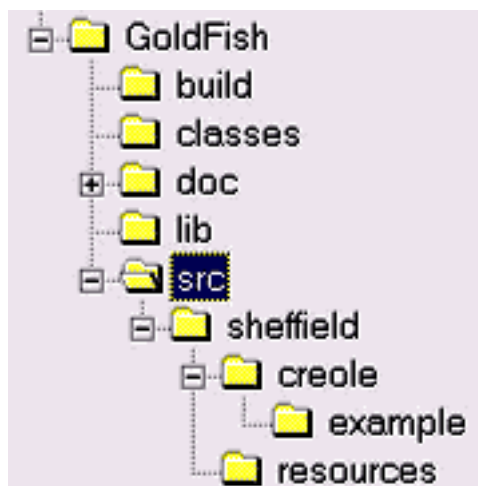 GoldFish
build
classes
doc
lib
src
sheffield
creole
example
resources